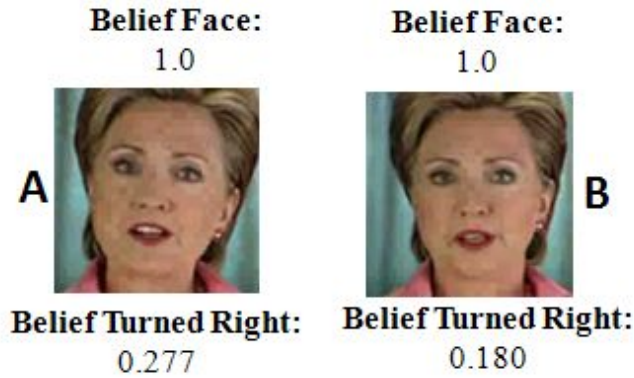 Belief Face:
1.0
A
Belief Turned Right:
0.277
Belief Face:
1.0
B
Belief Turned Right:
0.180